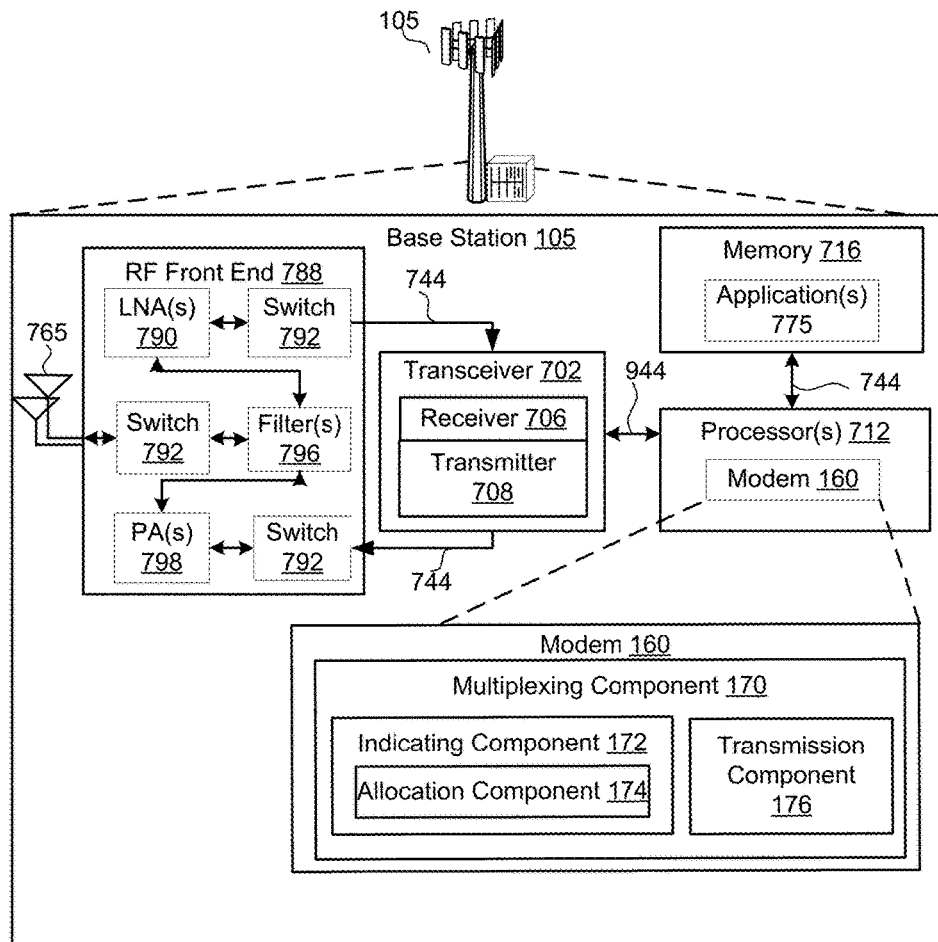 105
Base Station 105
RF Front End 788
LNA(s)
790
Switch
792
744
Memory 716
Application(s)
775
765
Transceiver 702
Receiver 706
Transmitter
708
944
744
Switch
792
Filter(s)
796
Processor(s) 712
Modem 160
PA(s)
798
Switch
792
744
Modem 160
Multiplexing Component 170
Indicating Component 172
Allocation Component 174
Transmission
Component
176